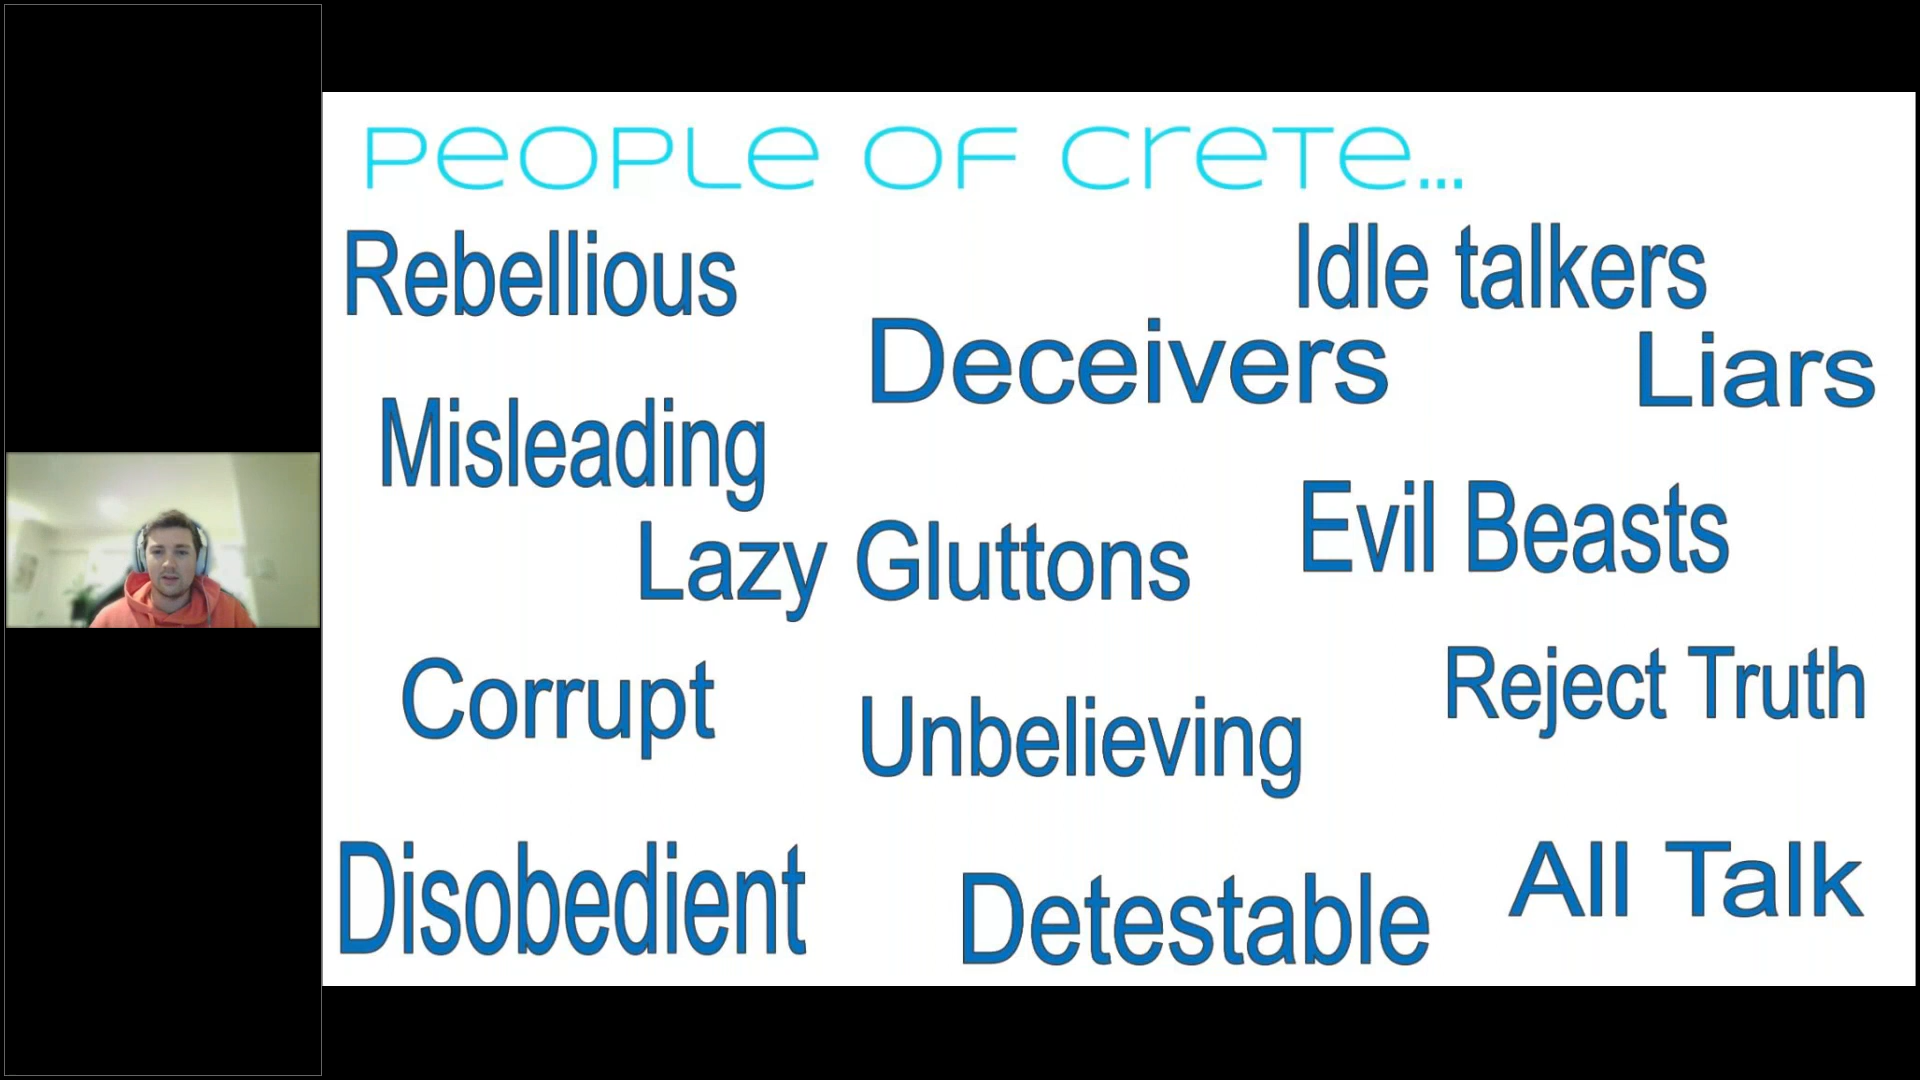 PeOPLe OF CreTe...
Rebellious
Idle talkers
Deceivers
Liars
Misleading
Evil Beasts
Lazy Gluttons
Corrupt
Reject Truth
Unbelieving
Disobedient
All Talk
Detestable